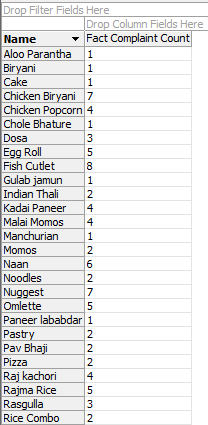 Drop Filter Fields Here
Drop Column Fields Here
Name Fact Complaint Count
Aloo Parantha 1
Biryani 1
Cake 1
Chicken Biryani 7
Chicken Popcorn 4
Chole Bhature 1
Dosa 3
Egg Roll 5
Fish Cutlet 8
Gulab jamun 1
Indian Thali 2
Kadai Paneer 4
Malai Momos 4
Manchurian 1
Momos 2
Naan 6
Noodles 2
Nuggest 7
Omlette 5
Paneer lababdar 1
Pastry 2
Pav Bhaji 2
Pizza 2
Raj kachori 4
Rajma Rice 5
Rasgulla 3
Rice Combo 2